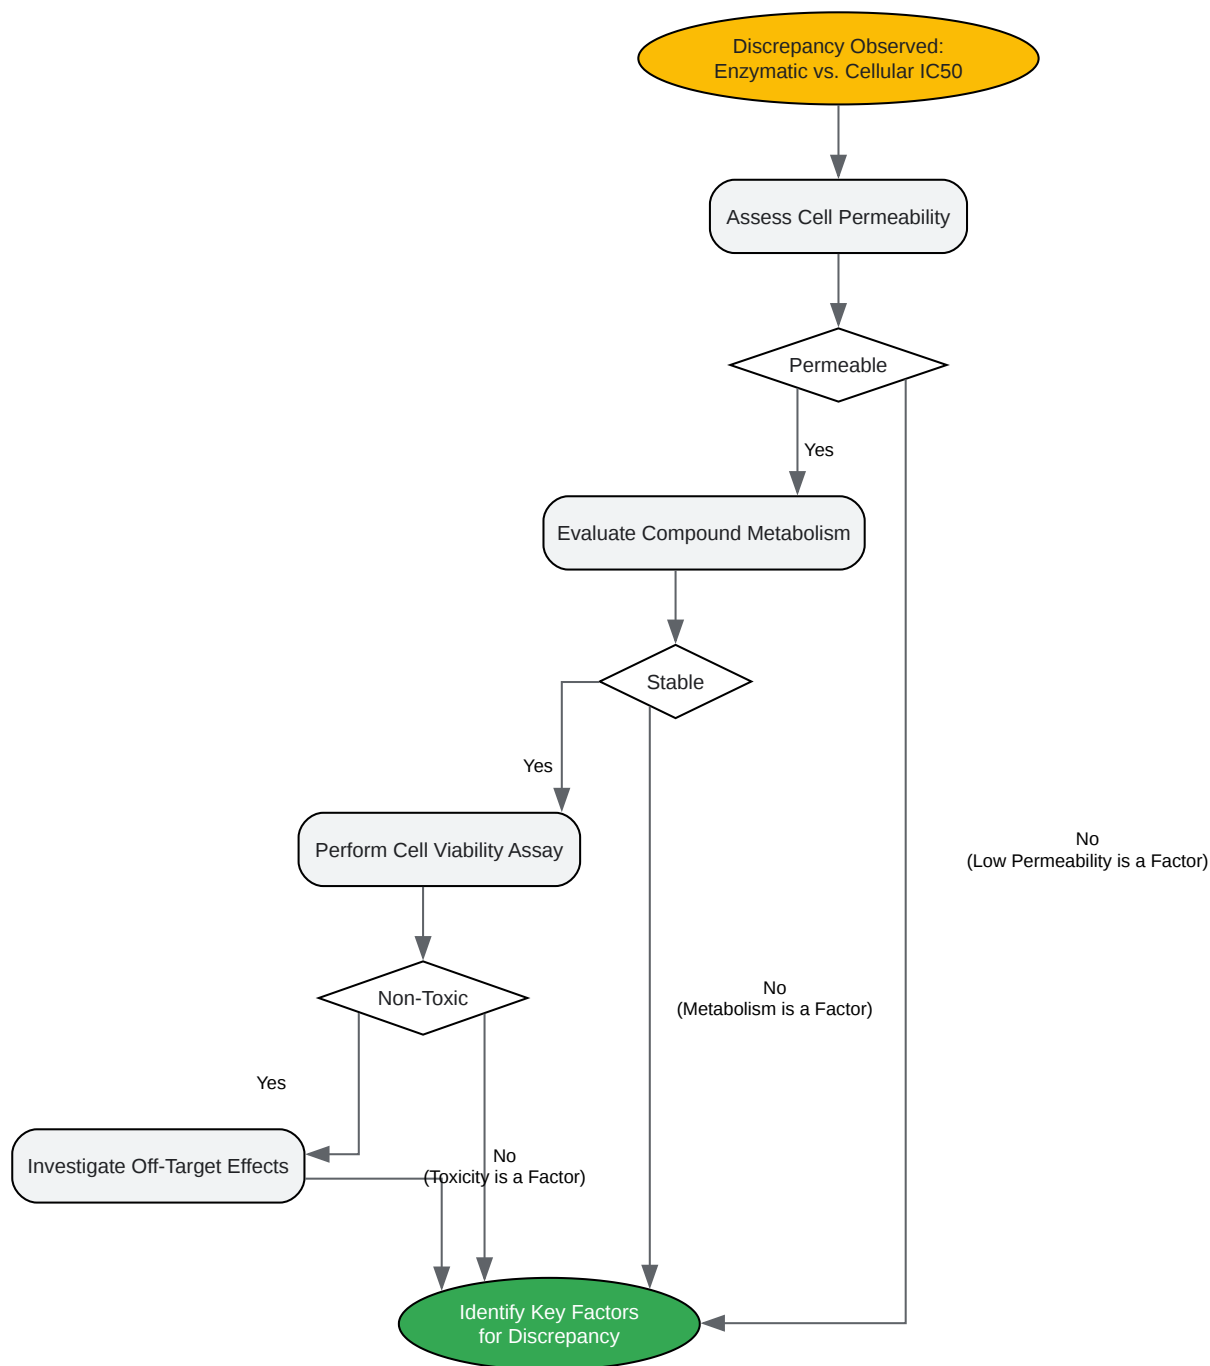 Discrepancy Observed:
Enzymatic vs. Cellular IC50
Assess Cell Permeability
Permeable
Yes
Evaluate Compound Metabolism
Stable
Yes
Perform Cell Viability Assay
No
(Low Permeability is a Factor)
Non-Toxic
No
(Metabolism is a Factor)
Yes
Investigate Off-Target Effects
No
(Toxicity is a Factor)
Identify Key Factors
for Discrepancy